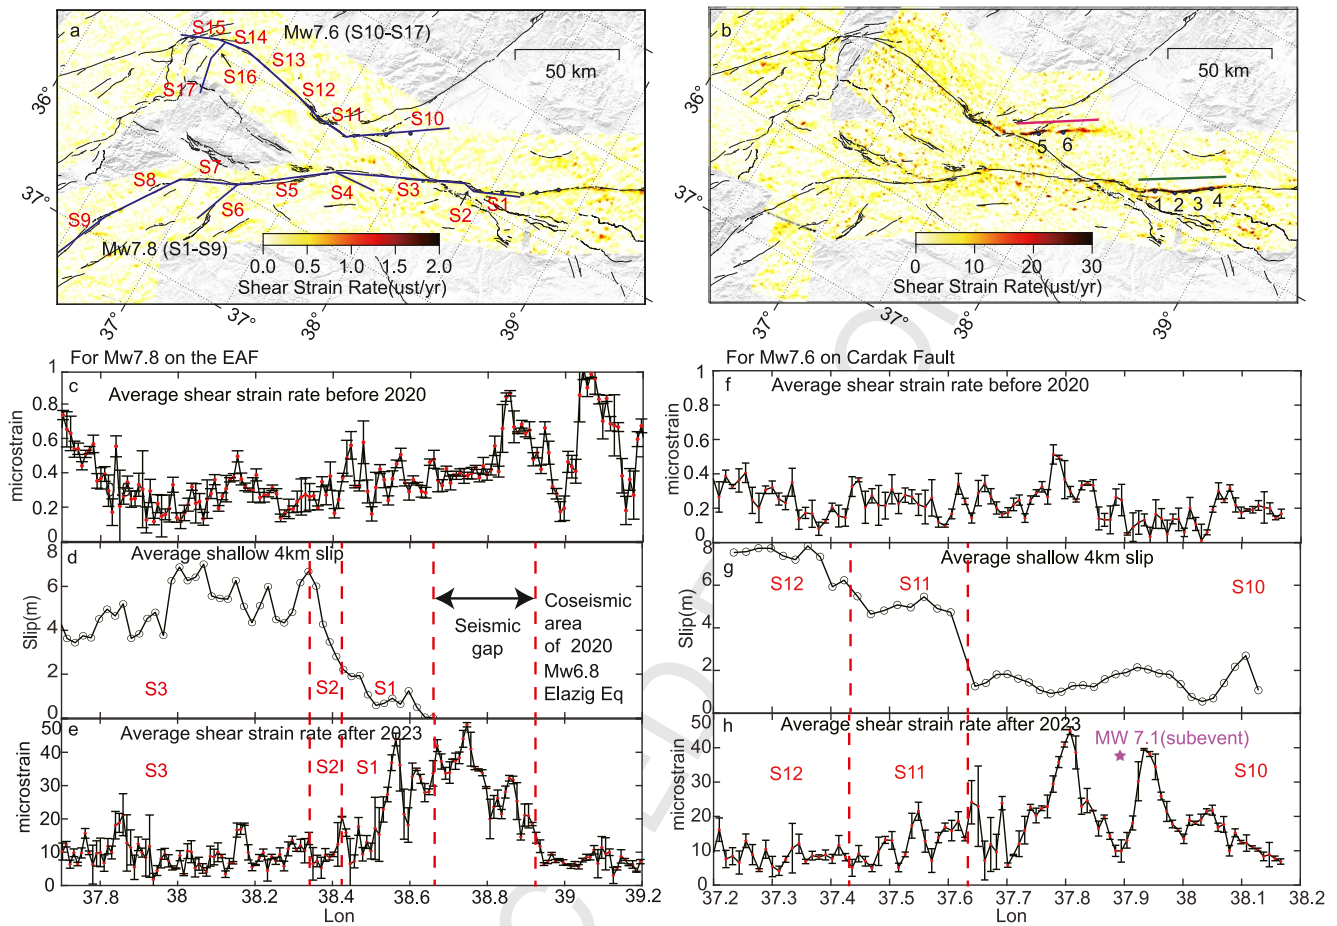 a
S15
Mw7.6 (S10-S17)
S14
S13
S16
S17
S12
S11
S10
50 km
36°
S7
S8
S5
S4
S3
S6
S9
S2
S1
37°
Mw7.8 (S1-S9)
0.0 0.5 1.0 1.5 2.0
Shear Strain Rate(ust/yr)
39°
37°
37°
38°
39°
b
50 km
36°
5 6
37°
1 2 3 4
0 10 20 30
Shear Strain Rate(ust/yr)
39°
37°
37°
38°
39°
For Mw7.8 on the EAF
c
Average shear strain rate before 2020
microstrain
1
0.8
0.6
0.4
0.2
0
d
Average shallow 4km slip
Slip(m)
8
6
4
2
0
S3
S2
S1
Seismic
gap
Coseismic
area
of 2020
Mw6.8
Elazig Eq
e
Average shear strain rate after 2023
microstrain
50
40
30
20
10
0
S3
S2
S1
37.8 38 38.2 38.4 38.6 38.8 39 39.2
Lon
For Mw7.6 on Cardak Fault
f
Average shear strain rate before 2020
microstrain
1
0.8
0.6
0.4
0.2
0
g
Average shallow 4km slip
Slip(m)
8
6
4
2
0
S12
S11
S10
h
Average shear strain rate after 2023
microstrain
50
40
30
20
10
0
MW 7.1(subevent)
S12
S11
S10
37.2 37.3 37.4 37.5 37.6 37.7 37.8 37.9 38 38.1 38.2
Lon